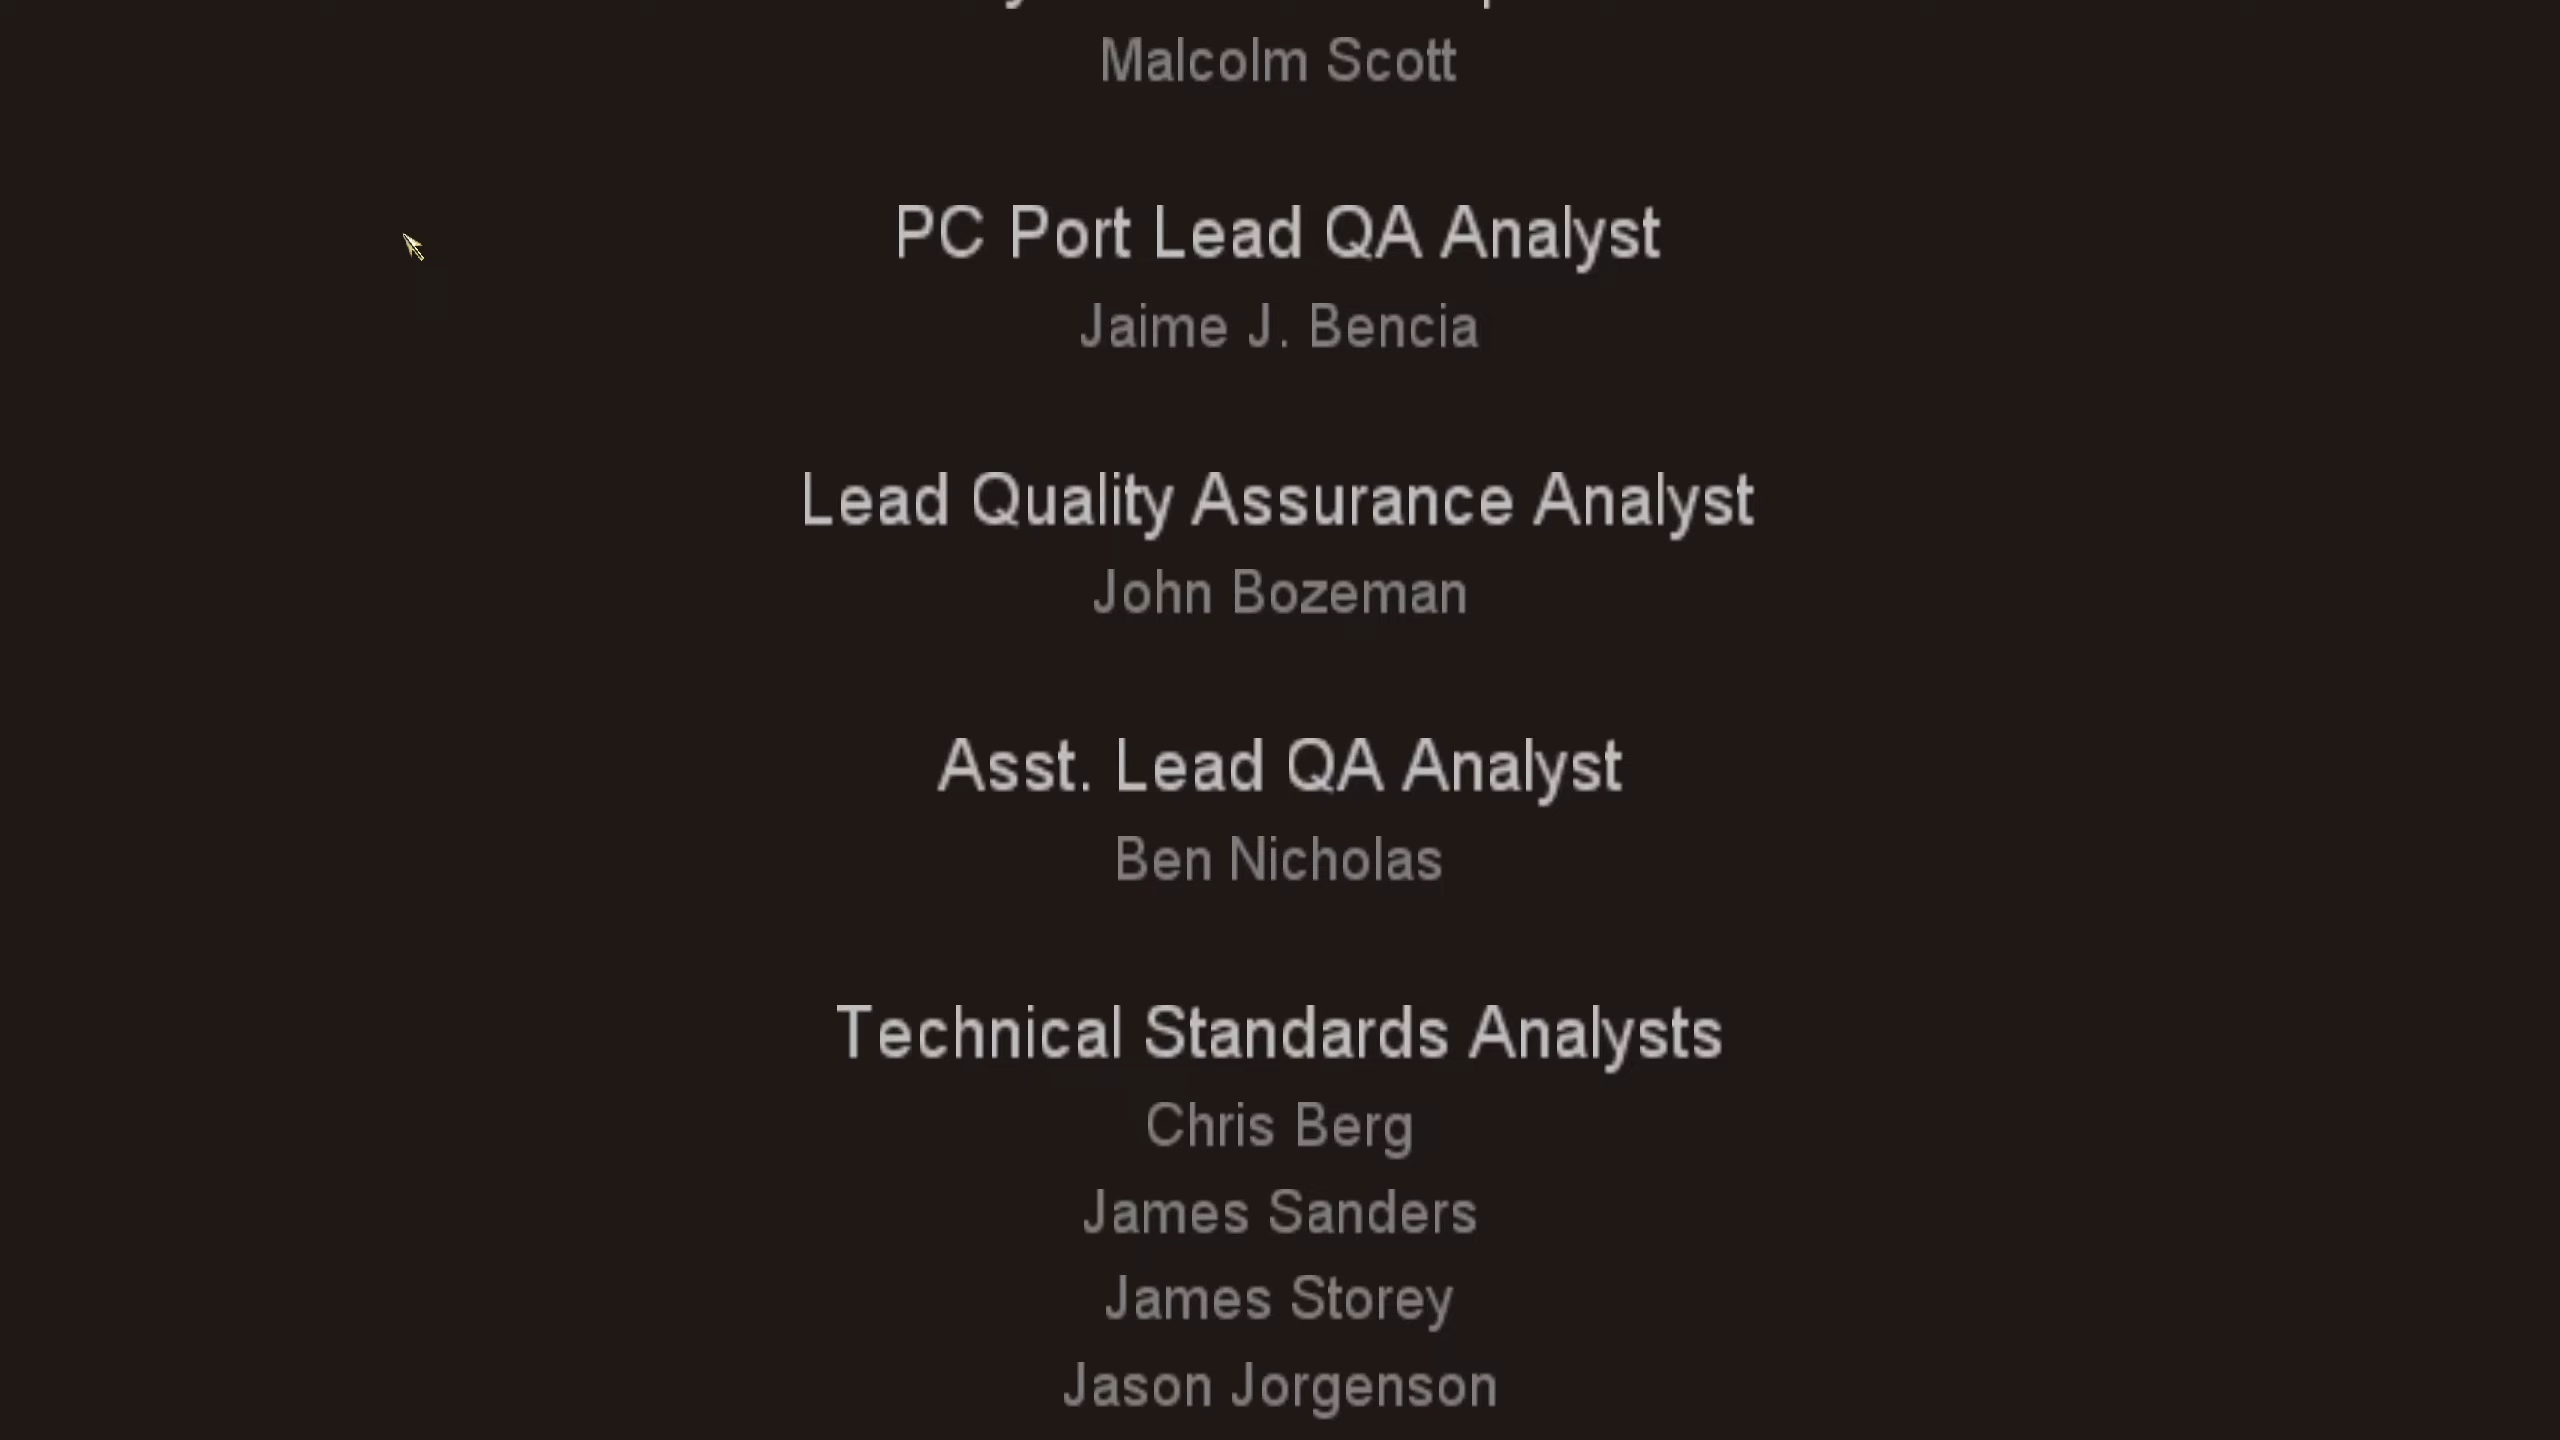 Malcolm Scott
PC Port Lead QA Analyst
Jaime J. Bencia
Lead Quality Assurance Analyst
John Bozeman
Asst. Lead QA Analyst
Ben Nicholas
Technical Standards Analysts
Chris Berg
James Sanders
James Storey
Jason Jorgenson